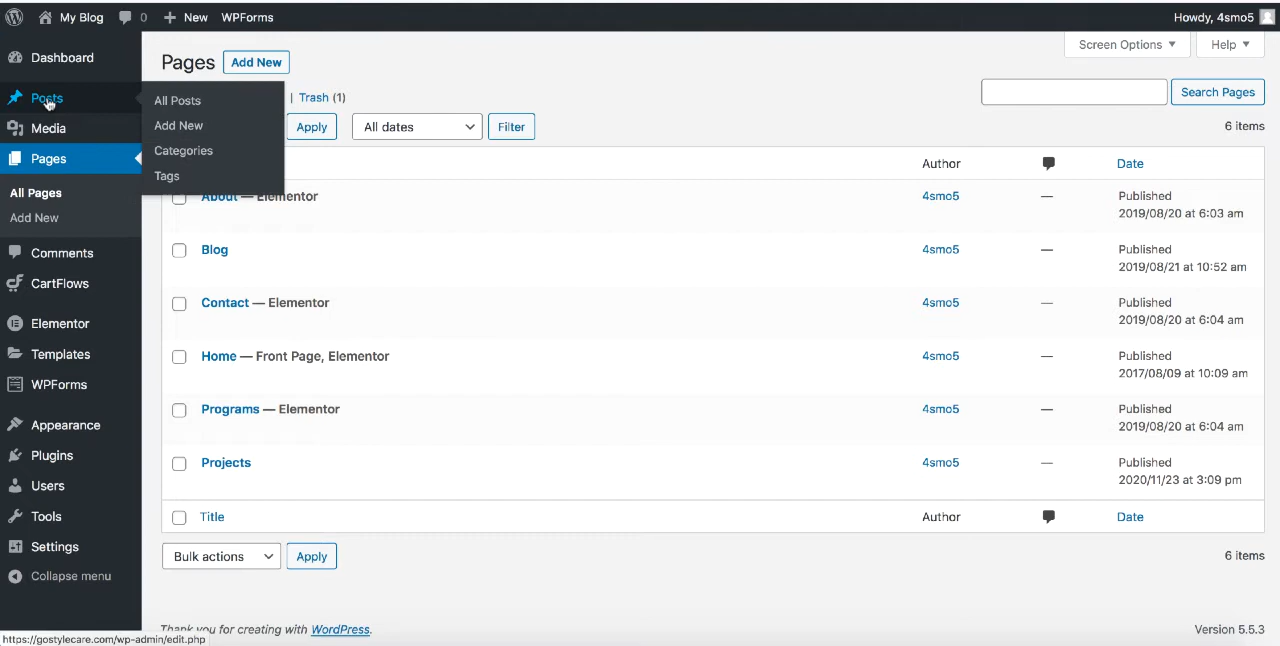 My Blog 0 New WPForms Howdy, 4smo5
Dashboard
Posts
Media
Pages
All Pages
Add New
Comments
CartFlows
Elementor
Templates
WPForms
Appearance
Plugins
Users
Tools
Settings
Collapse menu
All Posts
Add New
Categories
Tags
Screen Options ▼ Help ▼
Pages Add New
| Trash (1)
Search Pages
Apply All dates Filter 6 items
Author Date
About — Elementor 4smo5 — Published
2019/08/20 at 6:03 am
Blog 4smo5 — Published
2019/08/21 at 10:52 am
Contact — Elementor 4smo5 — Published
2019/08/20 at 6:04 am
Home — Front Page, Elementor 4smo5 — Published
2017/08/09 at 10:09 am
Programs — Elementor 4smo5 — Published
2019/08/20 at 6:04 am
Projects 4smo5 — Published
2020/11/23 at 3:09 pm
Title Author Date
Bulk actions Apply 6 items
Thank you for creating with WordPress. Version 5.5.3
https://gostylecare.com/wp-admin/edit.php